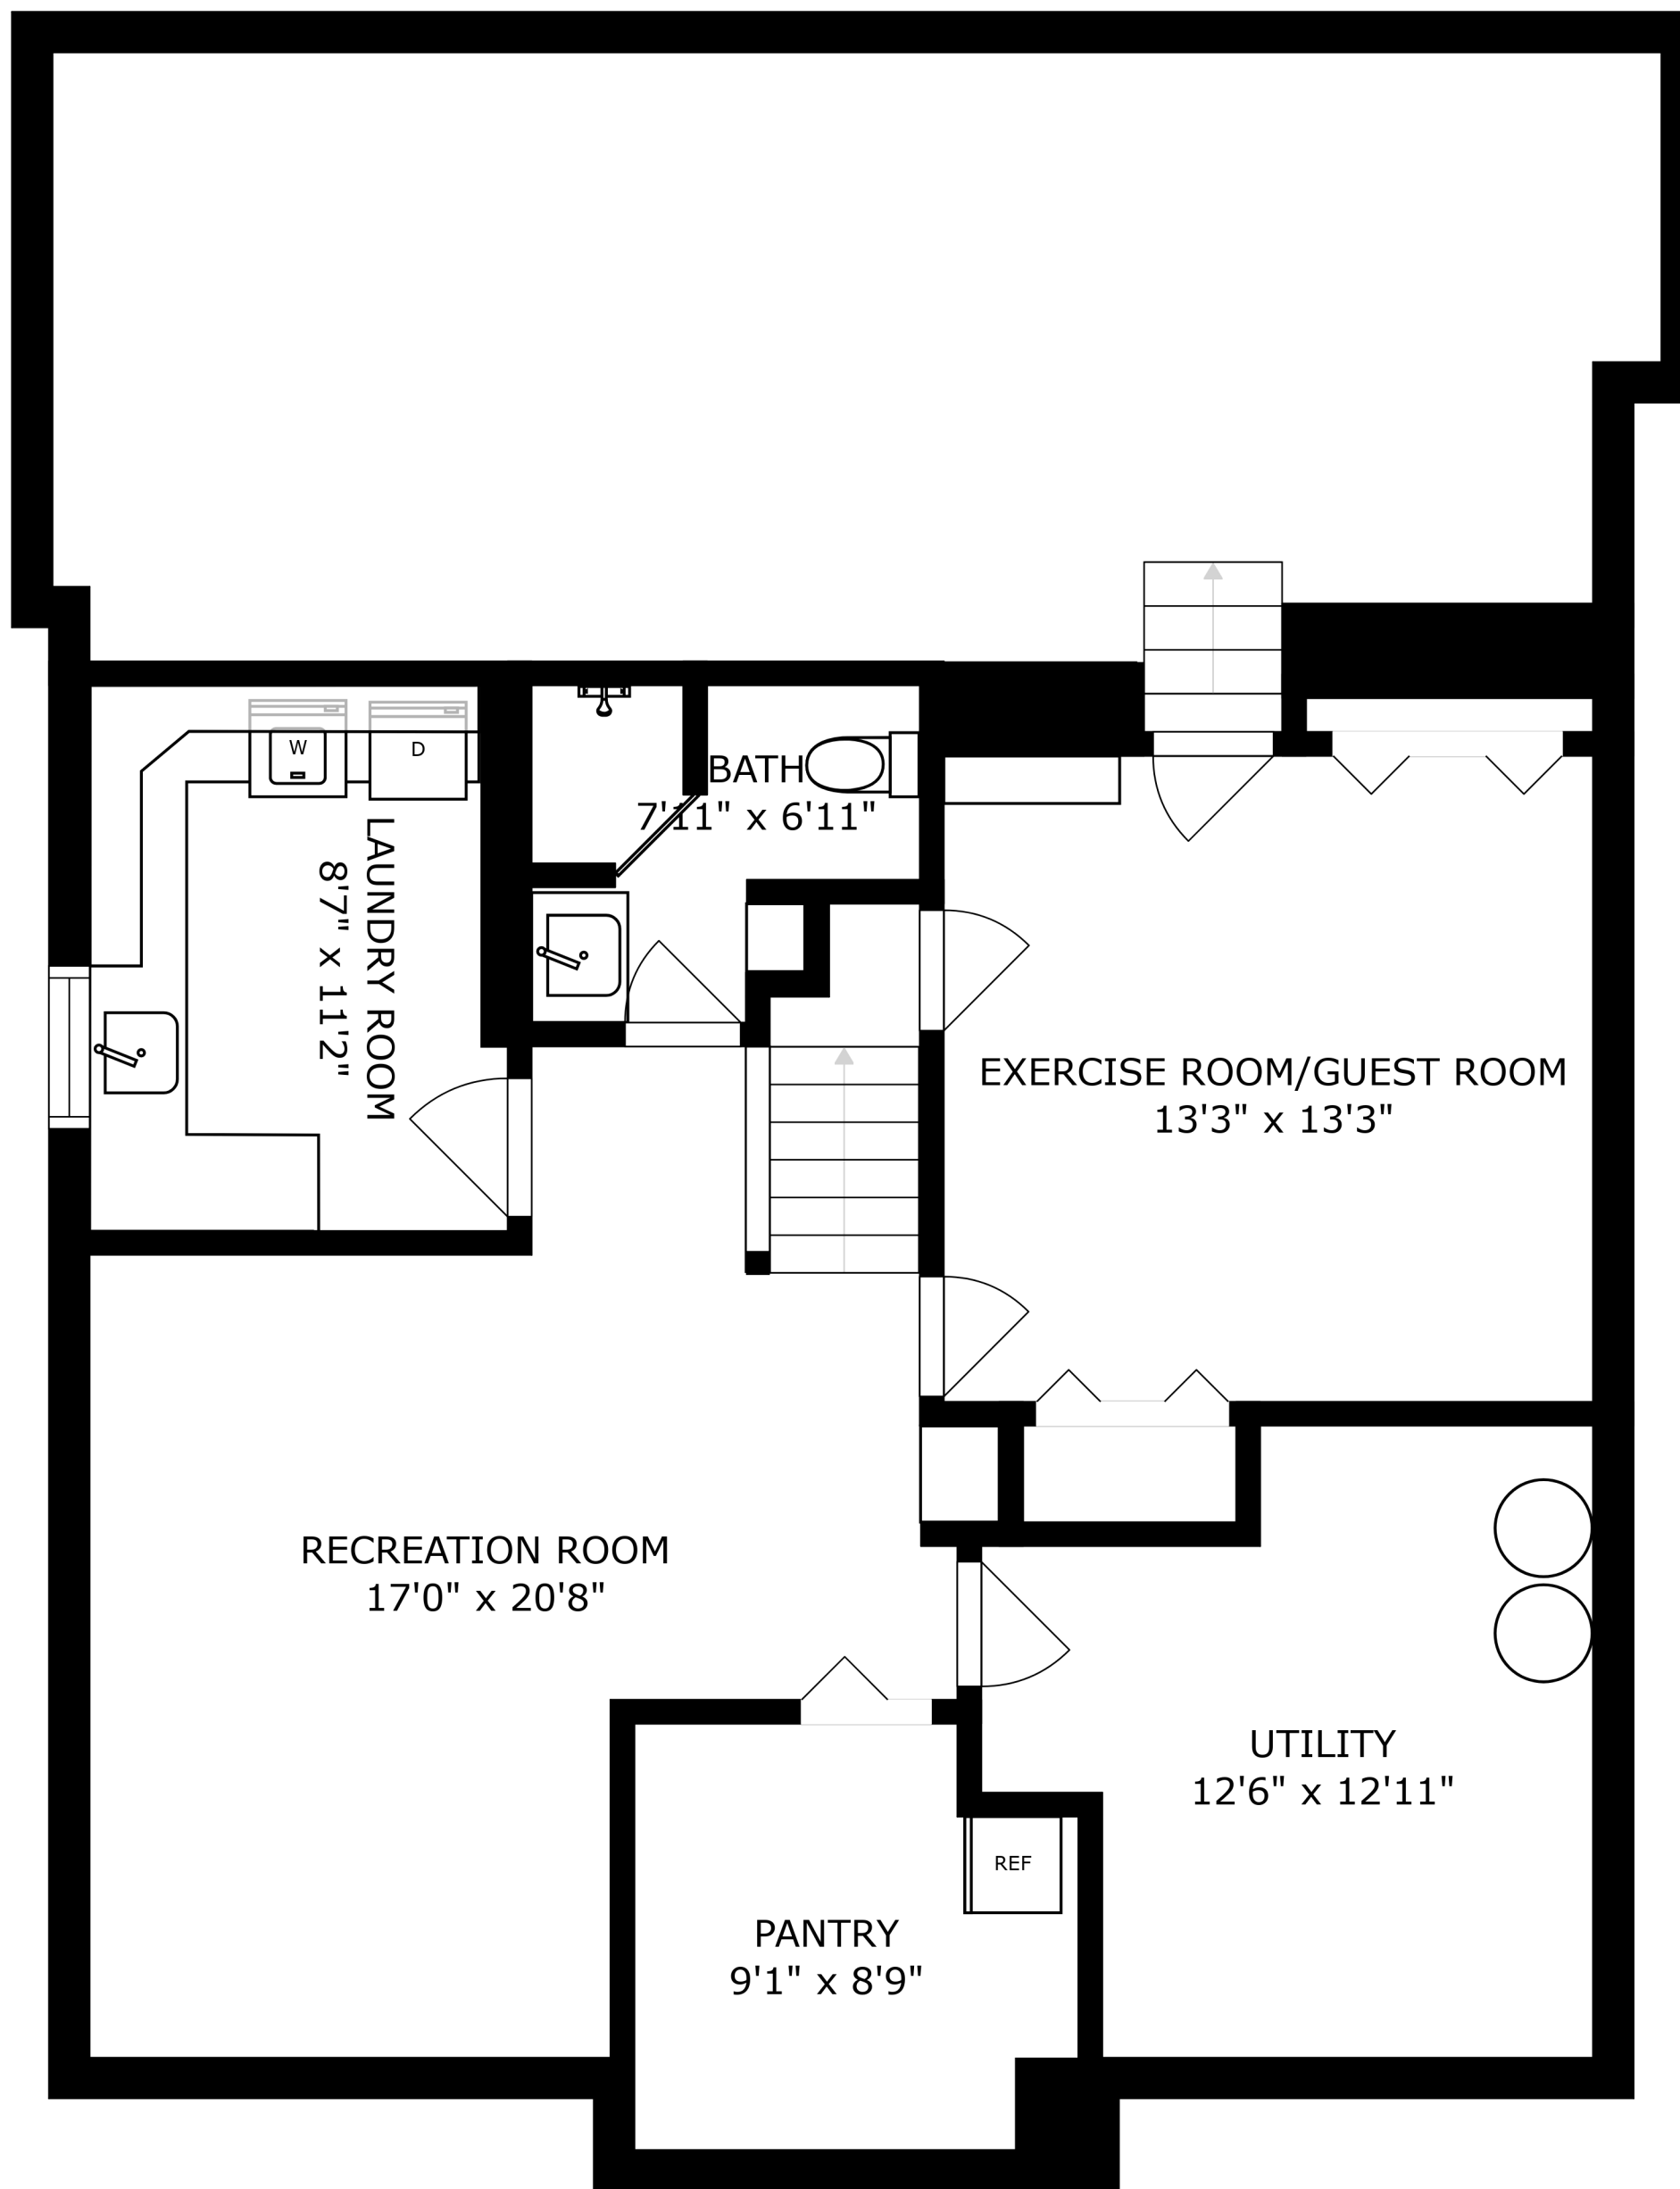 W
D
BATH
7'11" x 6'11"
LAUNDRY ROOM
8'7" x 11'2"
EXERCISE ROOM/GUEST ROOM
13'3" x 13'3"
RECREATION ROOM
17'0" x 20'8"
UTILITY
12'6" x 12'11"
REF
PANTRY
9'1" x 8'9"